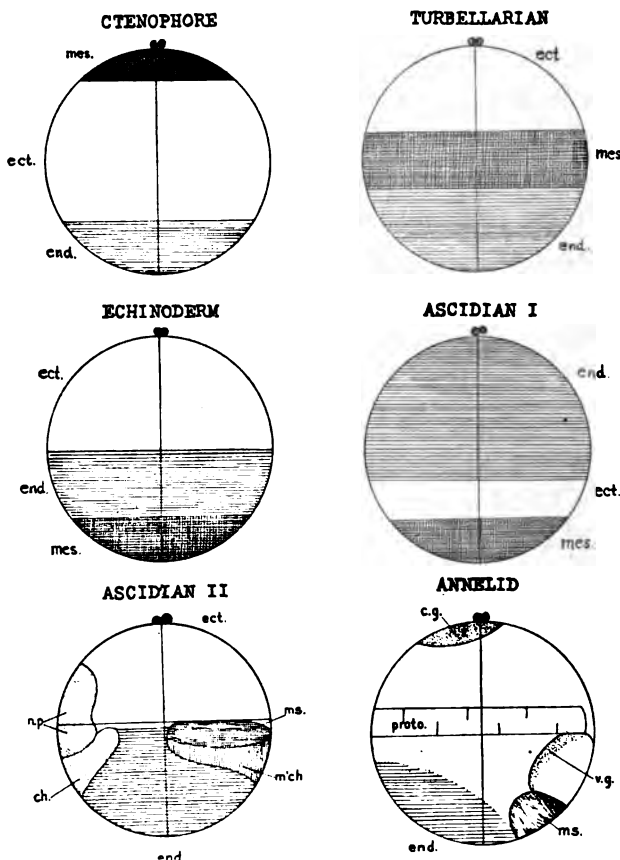 CTENOPHORE
mes.
ect.
end.
TURBELLARIAN
ect
mes
end.
ECHINODERM
ect.
end.
mes.
ASCIDIAN I
end.
ect.
mes.
ASCIDIAN II
ect.
n.p.
ch.
ms.
m'ch
end
ANNELID
c.g.
proto.
v.g.
ms.
end.